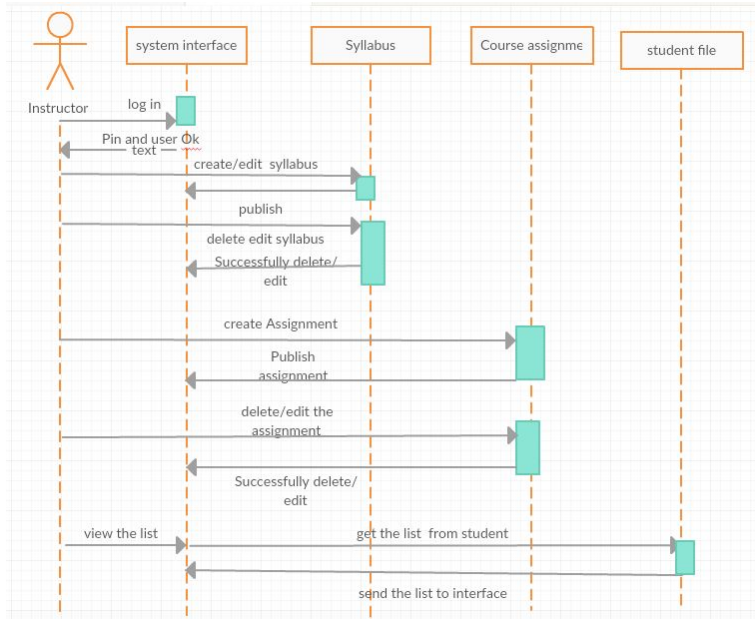 system interface
Syllabus
Course assignme
student file
Instructor
log in
Pin and user Ok
text
create/edit syllabus
publish
delete edit syllabus
Successfully delete/
edit
create Assignment
Publish
assignment
delete/edit the
assignment
Successfully delete/
edit
view the list
get the list from student
send the list to interface